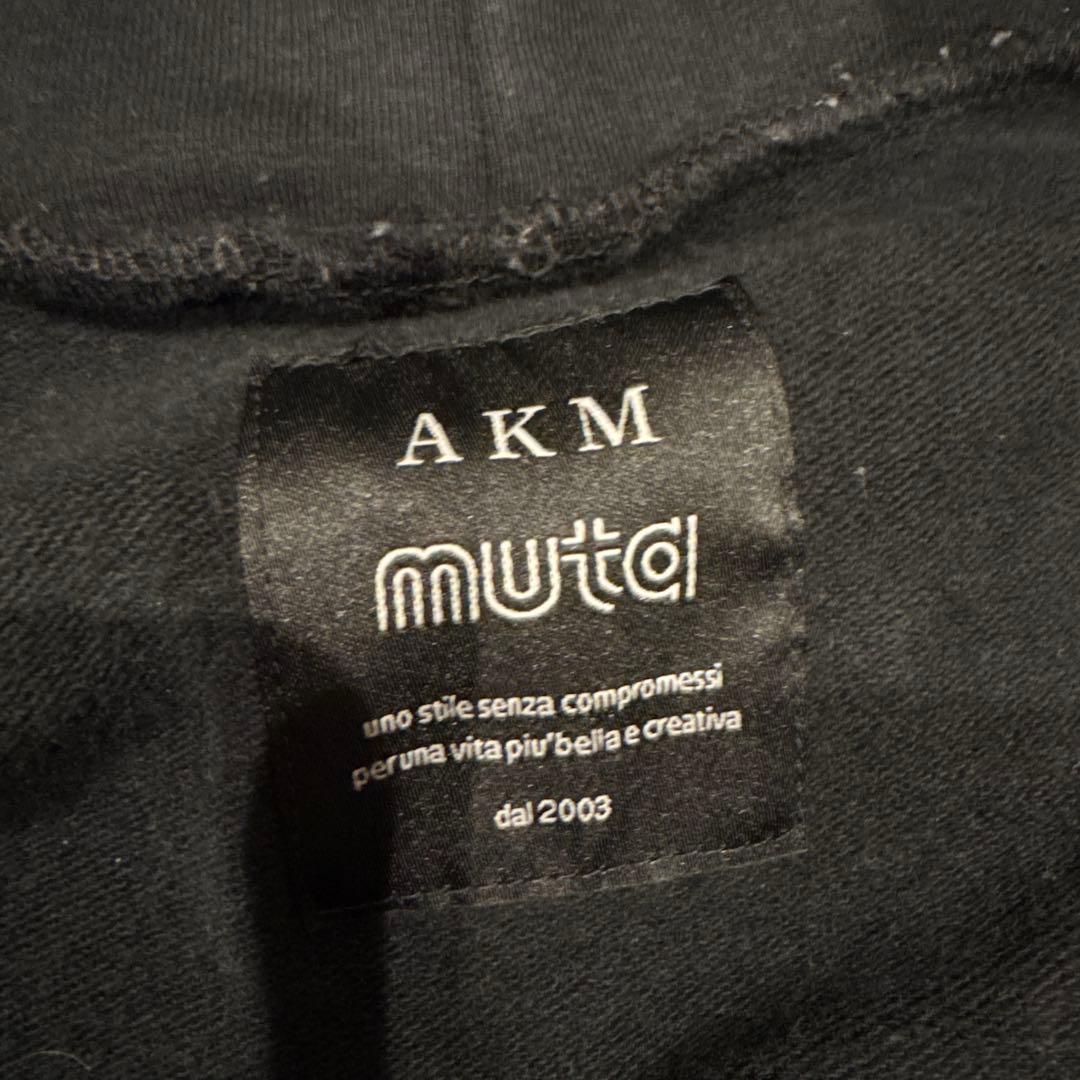 AKM
muta
uno stile senza compromessi
per una vita piu' bella e creativa
dal 2003